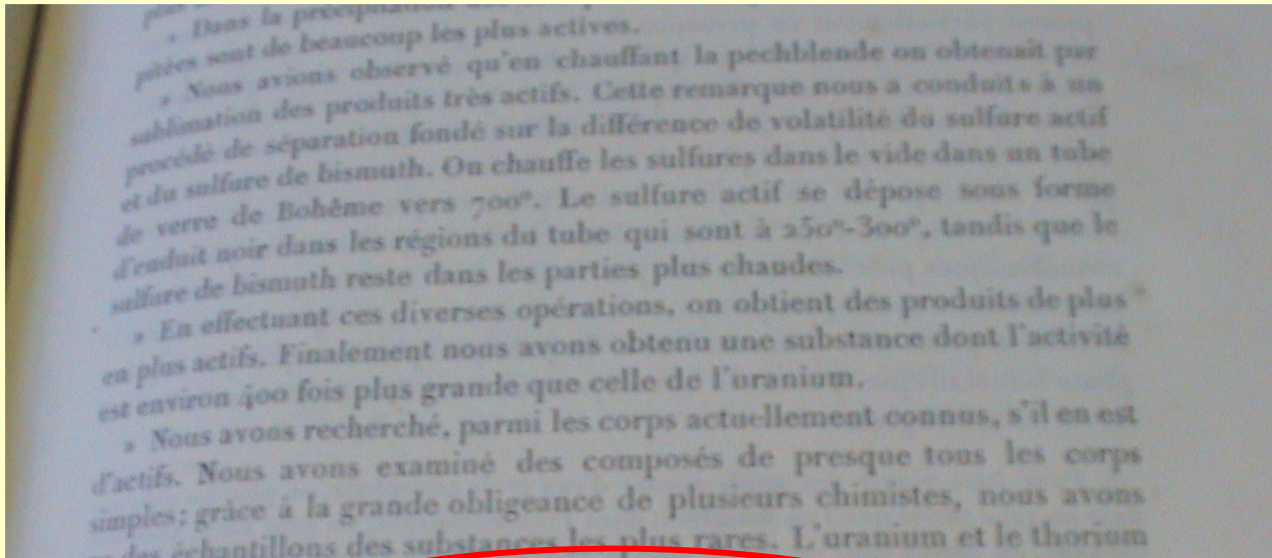 » Dans la
pitées sont de beaucoup les plus actives.
» Nous avions observé qu'en chauffant la pechblende on obtenait par
sublimation des produits très actifs. Cette remarque nous a conduits à un
procédé de séparation fondé sur la différence de volatilité du sulfure actif
et du sulfure de bismuth. On chauffe les sulfures dans le vide dans un tube
de verre de Bohême vers 700°. Le sulfure actif se dépose sous forme
d'enduit noir dans les régions du tube qui sont à 250°-300°, tandis que le
sulfure de bismuth reste dans les parties plus chaudes.
» En effectuant ces diverses opérations, on obtient des produits de plus
en plus actifs. Finalement nous avons obtenu une substance dont l'activité
est environ 400 fois plus grande que celle de l'uranium.
» Nous avons recherché, parmi les corps actuellement connus, s'il en est
d'actifs. Nous avons examiné des composés de presque tous les corps
simples; grâce à la grande obligeance de plusieurs chimistes, nous avons
des échantillons des substances les plus rares. L'uranium et le thorium